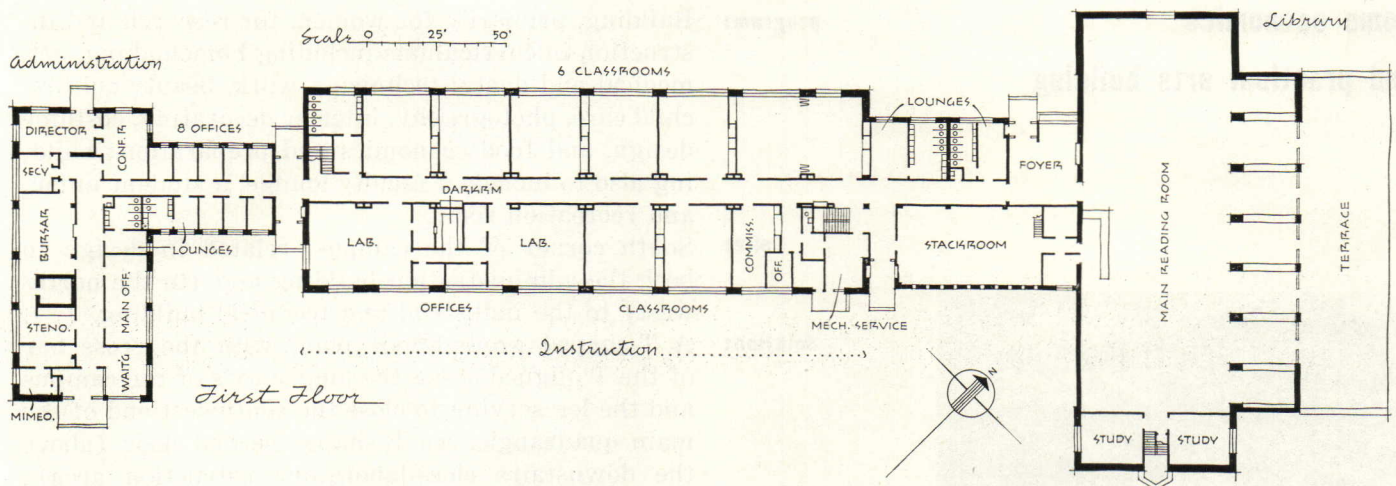 Library
Scale 0 25' 50'
Administration
6 CLASSROOMS
LOUNGES
DIRECTOR
CONF. R.
8 OFFICES
FOYER
SECY
DARKRM
BURSAR
LOUNGES
LAB.
LAB.
COMMISS.
OFF.
STACKROOM
MAIN READING ROOM
TERRACE
MAIN
STENO.
OFFICES
CLASSROOMS
MECH. SERVICE
WAIT'G
Instruction
N
First Floor
MIMEO.
STUDY
STUDY